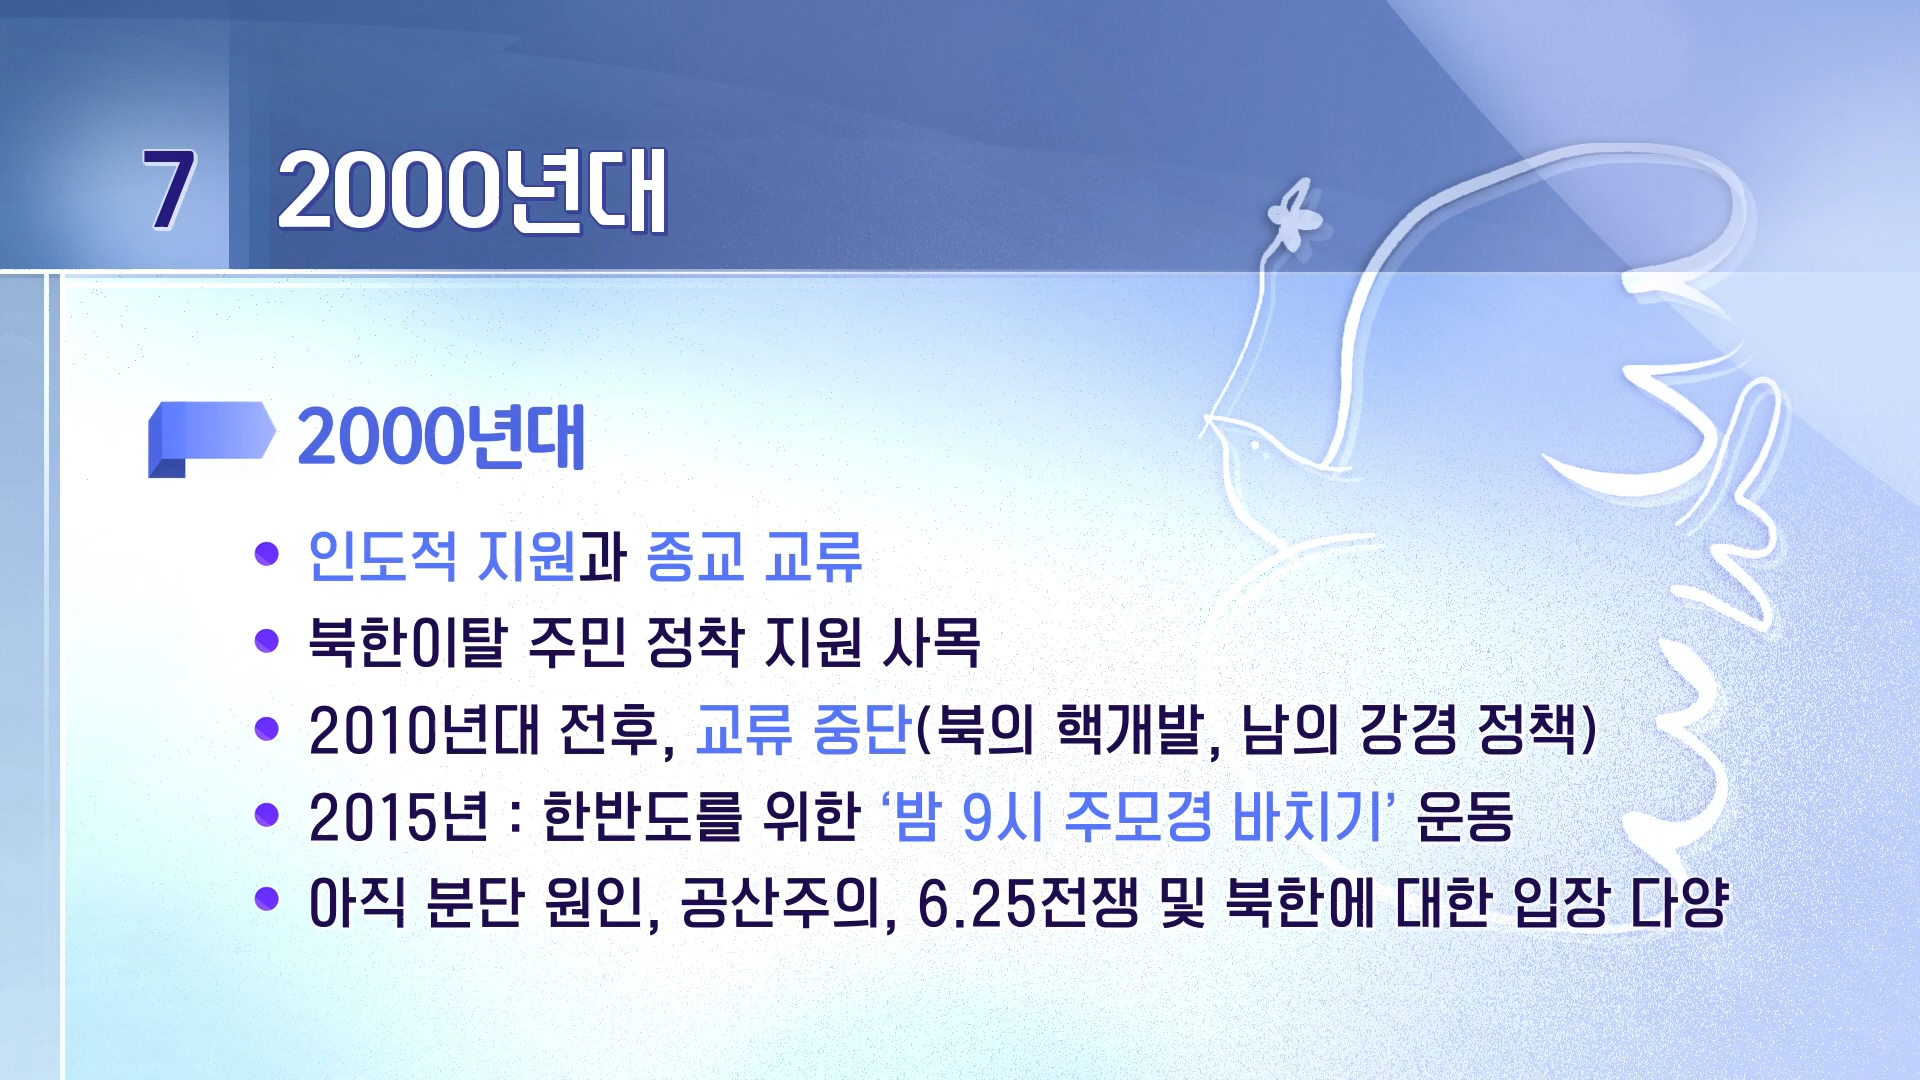 7 2000년대
2000년대
인도적 지원과 종교 교류
북한이탈 주민 정착 지원 사목
2010년대 전후, 교류 중단(북의 핵개발, 남의 강경 정책)
2015년 : 한반도를 위한 ‘밤 9시 주모경 바치기’ 운동
아직 분단 원인, 공산주의, 6.25전쟁 및 북한에 대한 입장 다양